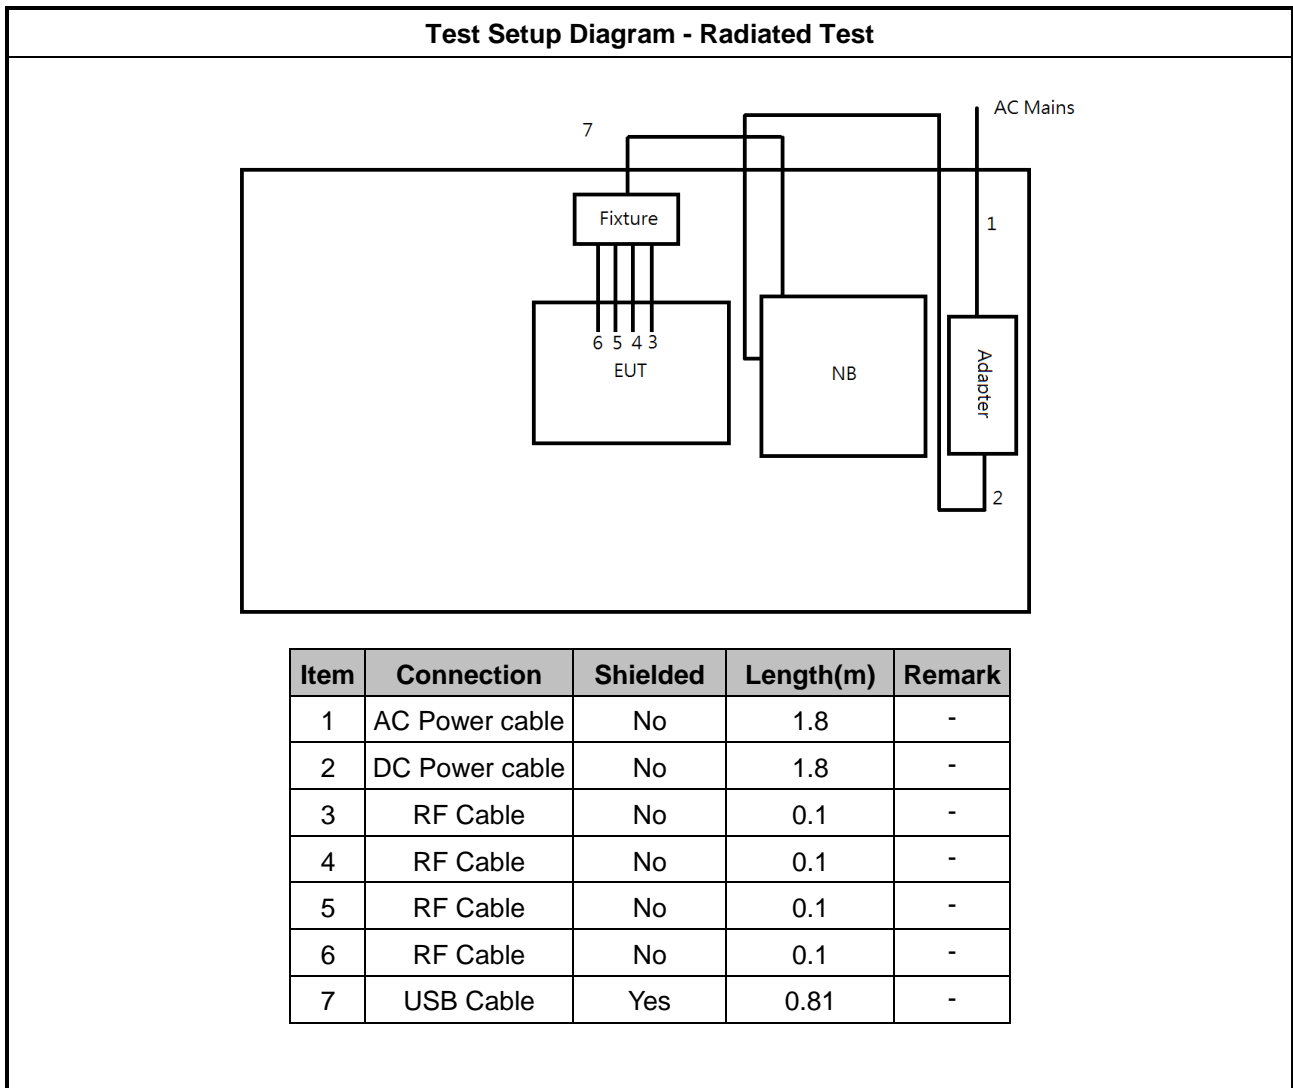 Test Setup Diagram - Radiated Test
AC Mains
7
Fixture
1
6 5 4 3
EUT
NB
Adapter
2
Item Connection Shielded Length(m) Remark
1 AC Power cable No 1.8 -
2 DC Power cable No 1.8 -
3 RF Cable No 0.1 -
4 RF Cable No 0.1 -
5 RF Cable No 0.1 -
6 RF Cable No 0.1 -
7 USB Cable Yes 0.81 -